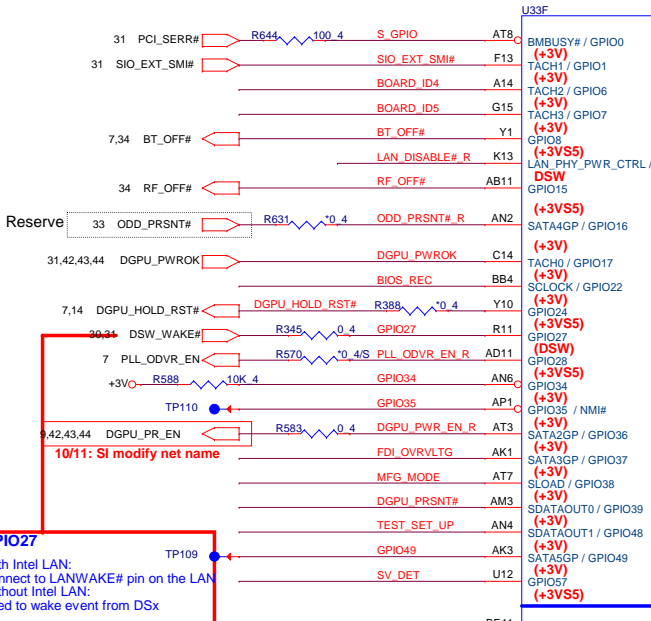 U33F
31 PCI_SERR# R644 100_4 S_GPIO AT8 BMBUSY# / GPIO0
(+3V)
31 SIO_EXT_SMI# SIO_EXT_SMI# F13 TACH1 / GPIO1
(+3V)
BOARD_ID4 A14 TACH2 / GPIO6
(+3V)
BOARD_ID5 G15 TACH3 / GPIO7
(+3V)
7,34 BT_OFF# BT_OFF# Y1 GPIO8
(+3VS5)
LAN_DISABLE#_R K13 LAN_PHY_PWR_CTRL /
DSW
34 RF_OFF# RF_OFF# AB11 GPIO15
(+3VS5)
Reserve 33 ODD_PRSNT# R631 *0_4 ODD_PRSNT#_R AN2 SATA4GP / GPIO16
(+3V)
31,42,43,44 DGPU_PWROK C14 TACH0 / GPIO17
(+3V)
BIOS_REC BB4 SCLOCK / GPIO22
(+3V)
7,14 DGPU_HOLD_RST# DGPU_HOLD_RST# R388 *0_4 Y10 GPIO24
(+3VS5)
30,31 DSW_WAKE# R345 0_4 GPIO27 R11 GPIO27
(DSW)
7 PLL_ODVR_EN R570 *0_4/S PLL_ODVR_EN_R AD11 GPIO28
(+3VS5)
+3V R588 10K_4 GPIO34 AN6 GPIO34
(+3V)
TP110 GPIO35 AP1 GPIO35 / NMI#
(+3V)
9,42,43,44 DGPU_PR_EN R583 0_4 DGPU_PWR_EN_R AT3 SATA2GP / GPIO36
(+3V)
10/11: SI modify net name
FDI_OVRVLTG AK1 SATA3GP / GPIO37
(+3V)
MFG_MODE AT7 SLOAD / GPIO38
(+3V)
DGPU_PRSNT# AM3 SDATAOUT0 / GPIO39
(+3V)
TEST_SET_UP AN4 SDATAOUT1 / GPIO48
(+3V)
TP109 GPIO49 AK3 SATA5GP / GPIO49
(+3V)
SV_DET U12 GPIO57
(+3VS5)
PIO27
th Intel LAN:
nnect to LANWAKE# pin on the LAN
thout Intel LAN:
ed to wake event from DSx